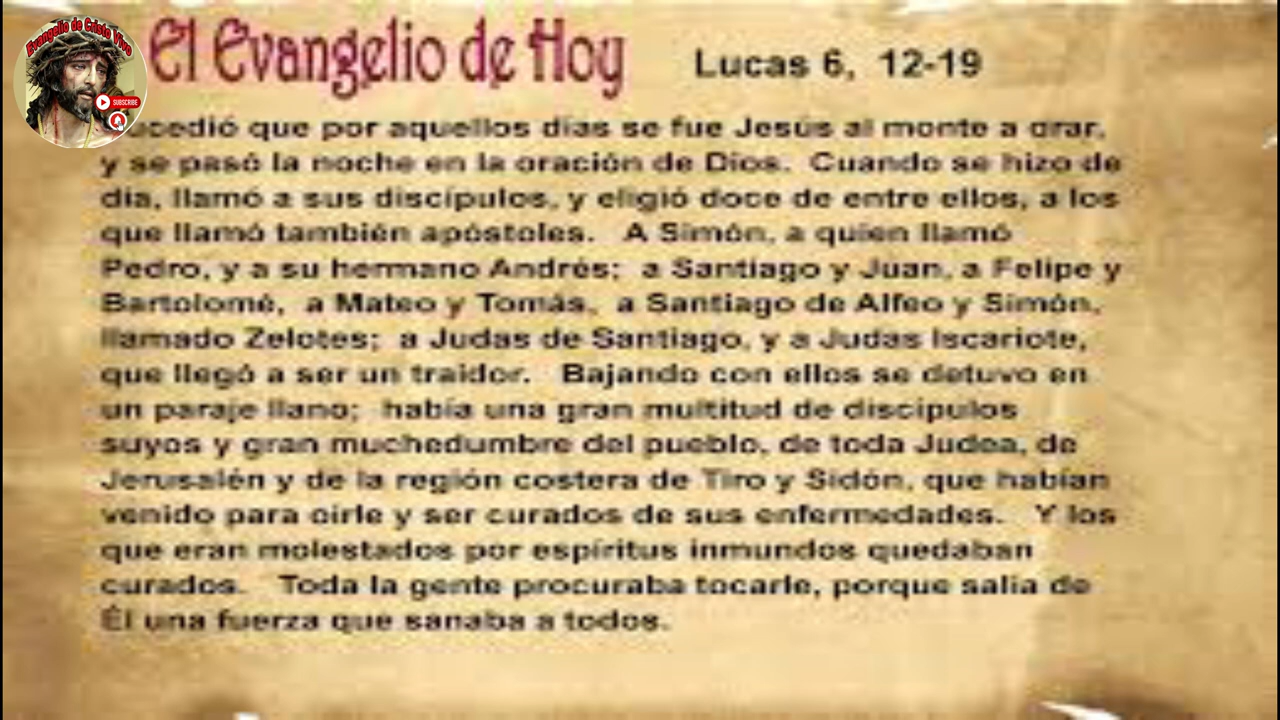 Evangelio de Cristo Vivo
SUBSCRIBE
El Evangelio de Hoy
Lucas 6, 12-19
ucedió que por aquellos días se fue Jesús al monte a orar,
y se pasó la noche en la oración de Dios. Cuando se hizo de
día, llamó a sus discípulos, y eligió doce de entre ellos, a los
que llamó también apóstoles. A Simón, a quien llamó
Pedro, y a su hermano Andrés; a Santiago y Juan, a Felipe y
Bartolomé, a Mateo y Tomás, a Santiago de Alfeo y Simón,
llamado Zelotes; a Judas de Santiago, y a Judas Iscariote,
que llegó a ser un traidor. Bajando con ellos se detuvo en
un paraje llano; había una gran multitud de discípulos
suyos y gran muchedumbre del pueblo, de toda Judea, de
Jerusalén y de la región costera de Tiro y Sidón, que habían
venido para oirle y ser curados de sus enfermedades. Y los
que eran molestados por espíritus inmundos quedaban
curados. Toda la gente procuraba tocarle, porque salía de
Él una fuerza que sanaba a todos.